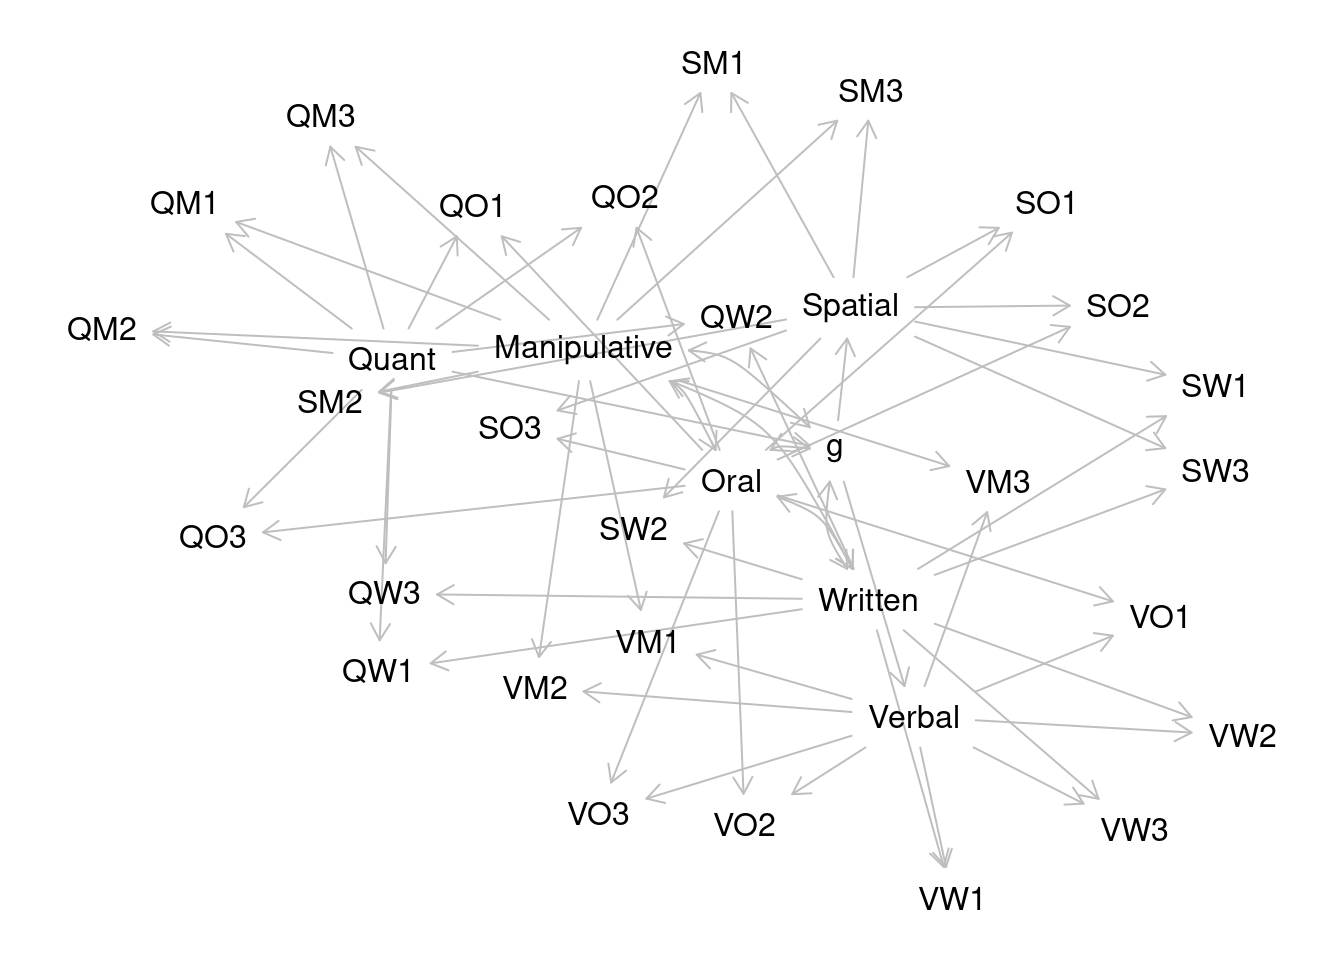 SM1
SM3
QM3
QM1
QO1
QO2
SO1
QM2
QW2
Spatial
SO2
Quant
Manipulative
SM2
SW1
SO3
g
Oral
VM3
SW3
QO3
SW2
QW3
Written
VO1
QW1
VM1
VM2
Verbal
VW2
VO3
VO2
VW3
VW1